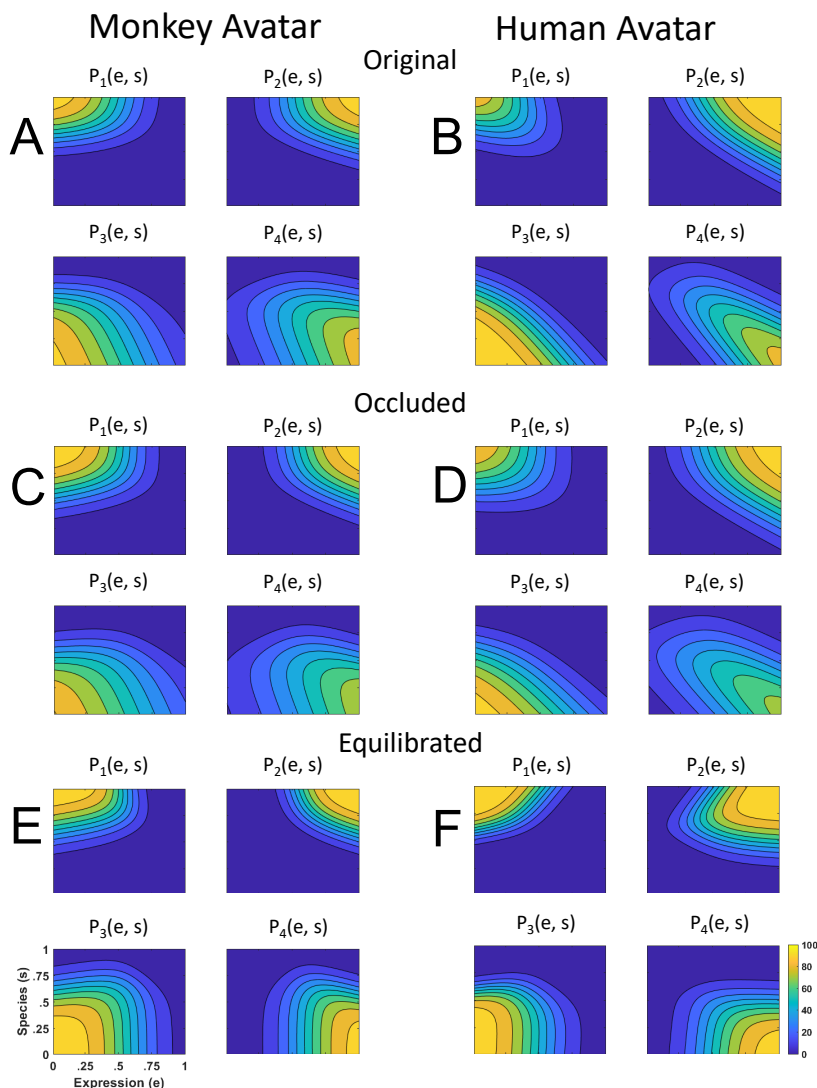 Monkey Avatar Human Avatar
Original
P1(e, s) P2(e, s) P1(e, s) P2(e, s)
A B
P3(e, s) P4(e, s) P3(e, s) P4(e, s)
Occluded
P1(e, s) P2(e, s) P1(e, s) P2(e, s)
C D
P3(e, s) P4(e, s) P3(e, s) P4(e, s)
Equilibrated
P1(e, s) P2(e, s) P1(e, s) P2(e, s)
E F
P3(e, s) P4(e, s) P3(e, s) P4(e, s)
Species (s)
1
.75
.5
.25
0
0 .25 .5 .75 1
Expression (e)
100
80
60
40
20
0